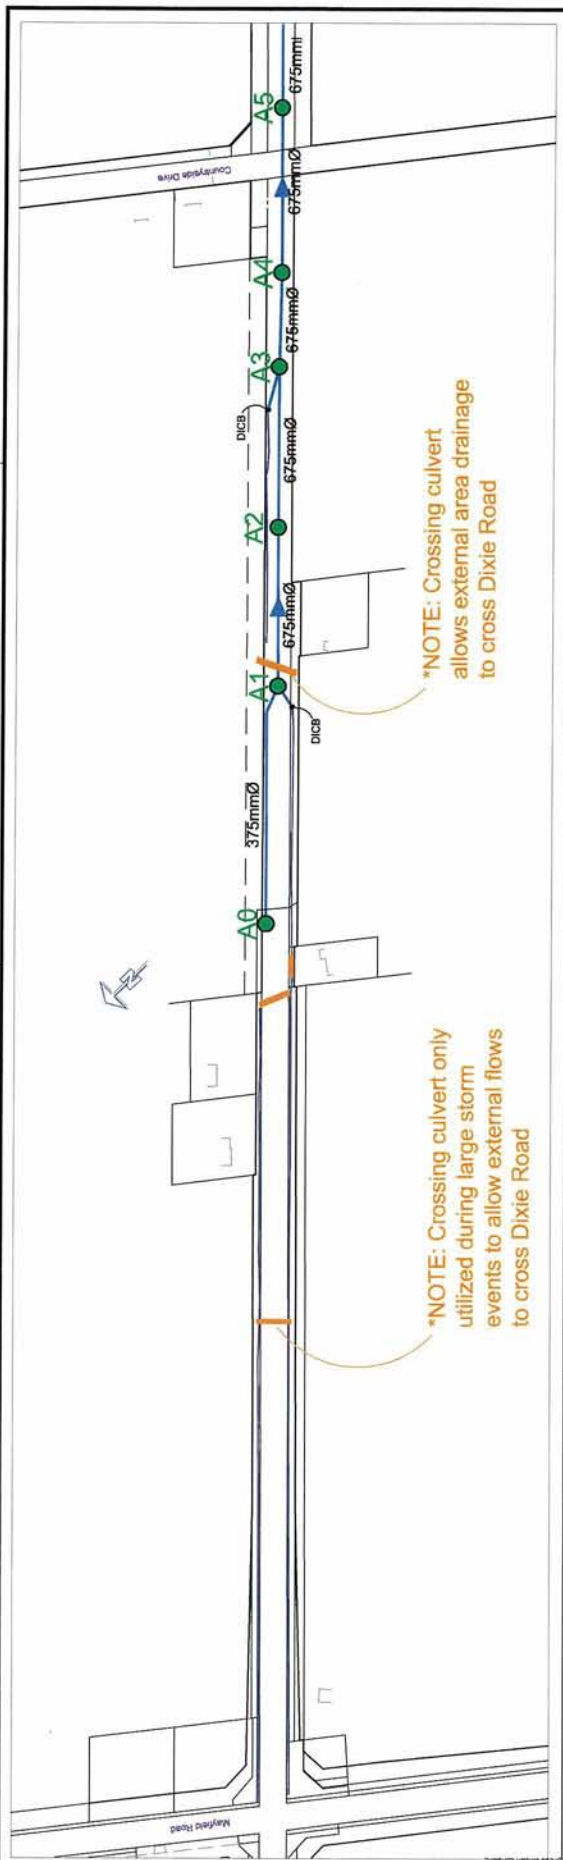 Countryside Drive
A5
675mm
675mmØ
A4
675mmØ
A3
DICB
675mmØ
A2
675mmØ
A1
DICB
375mmØ
A0
N
*NOTE: Crossing culvert
allows external area drainage
to cross Dixie Road
*NOTE: Crossing culvert only
utilized during large storm
events to allow external flows
to cross Dixie Road
Mayfield Road